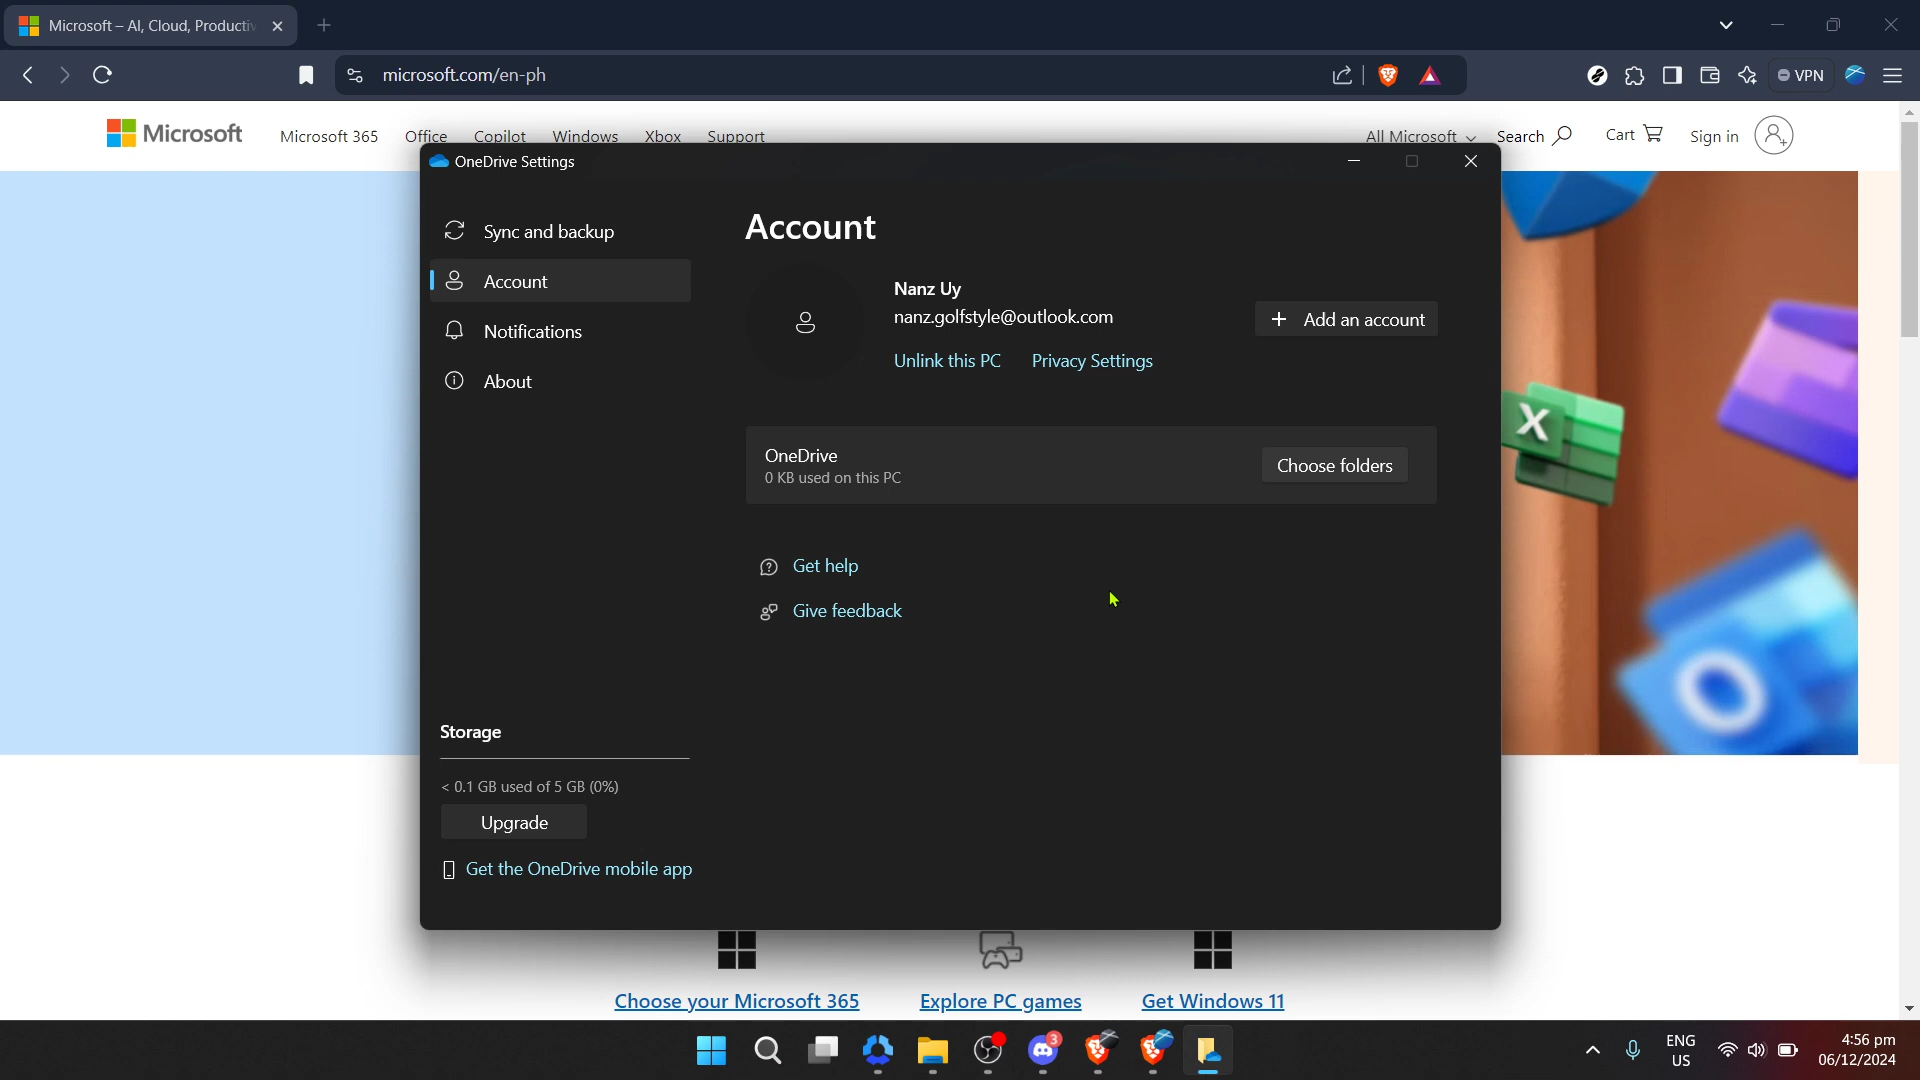 Microsoft – AI, Cloud, Productiv
microsoft.com/en-ph
VPN
Microsoft
Microsoft 365
Office
Copilot
Windows
Xbox
Support
All Microsoft
Search
Cart
Sign in
OneDrive Settings
Sync and backup
Account
Notifications
About
Account
Nanz Uy
nanz.golfstyle@outlook.com
Unlink this PC
Privacy Settings
Add an account
OneDrive
0 KB used on this PC
Choose folders
Get help
Give feedback
Storage
< 0.1 GB used of 5 GB (0%)
Upgrade
Get the OneDrive mobile app
X
O
Choose your Microsoft 365
Explore PC games
Get Windows 11
3
ENG
US
4:56 pm
06/12/2024